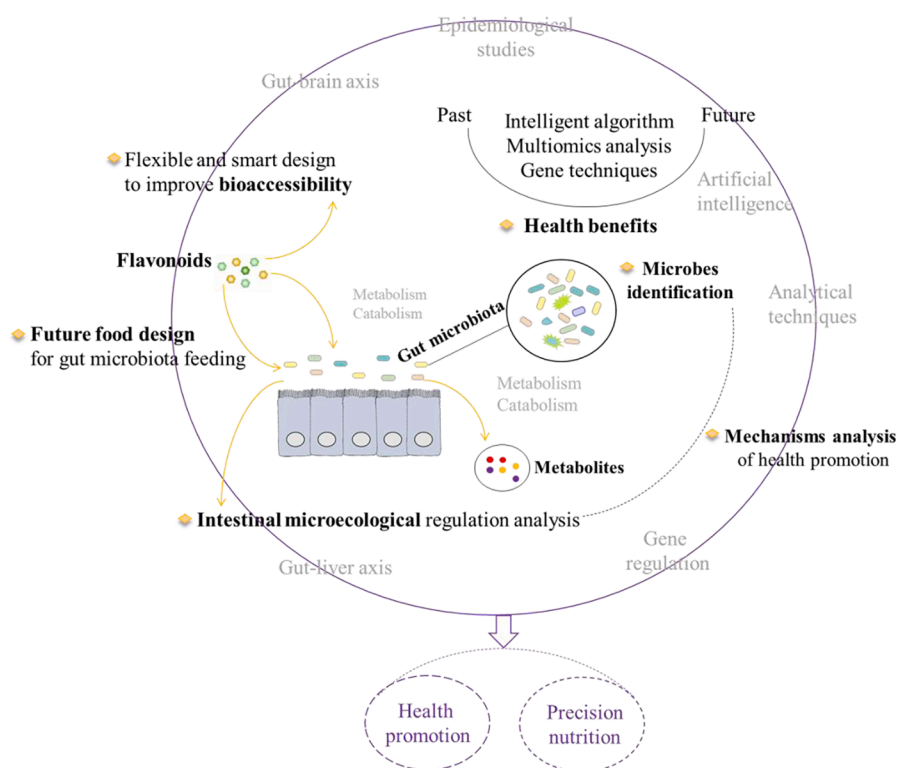 Epidemiological
studies
Gut-brain axis
Past
Future
Intelligent algorithm
Multiomics analysis
Gene techniques
Flexible and smart design
to improve bioaccessibility
Artificial
intelligence
Health benefits
Flavonoids
Microbes
identification
Metabolism
Catabolism
Analytical
techniques
Gut microbiota
Future food design
for gut microbiota feeding
Metabolism
Catabolism
Mechanisms analysis
of health promotion
Metabolites
Intestinal microecological regulation analysis
Gene
regulation
Gut-liver axis
Health
promotion
Precision
nutrition